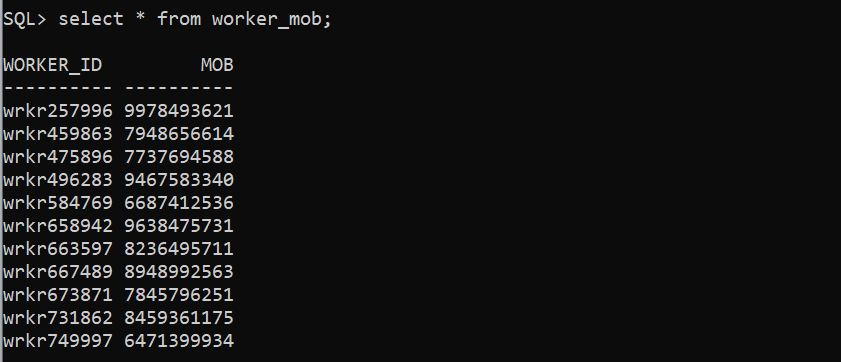 SQL> select * from worker_mob;
WORKER_ID         MOB
---------- ----------
wrkr257996 9978493621
wrkr459863 7948656614
wrkr475896 7737694588
wrkr496283 9467583340
wrkr584769 6687412536
wrkr658942 9638475731
wrkr663597 8236495711
wrkr667489 8948992563
wrkr673871 7845796251
wrkr731862 8459361175
wrkr749997 6471399934